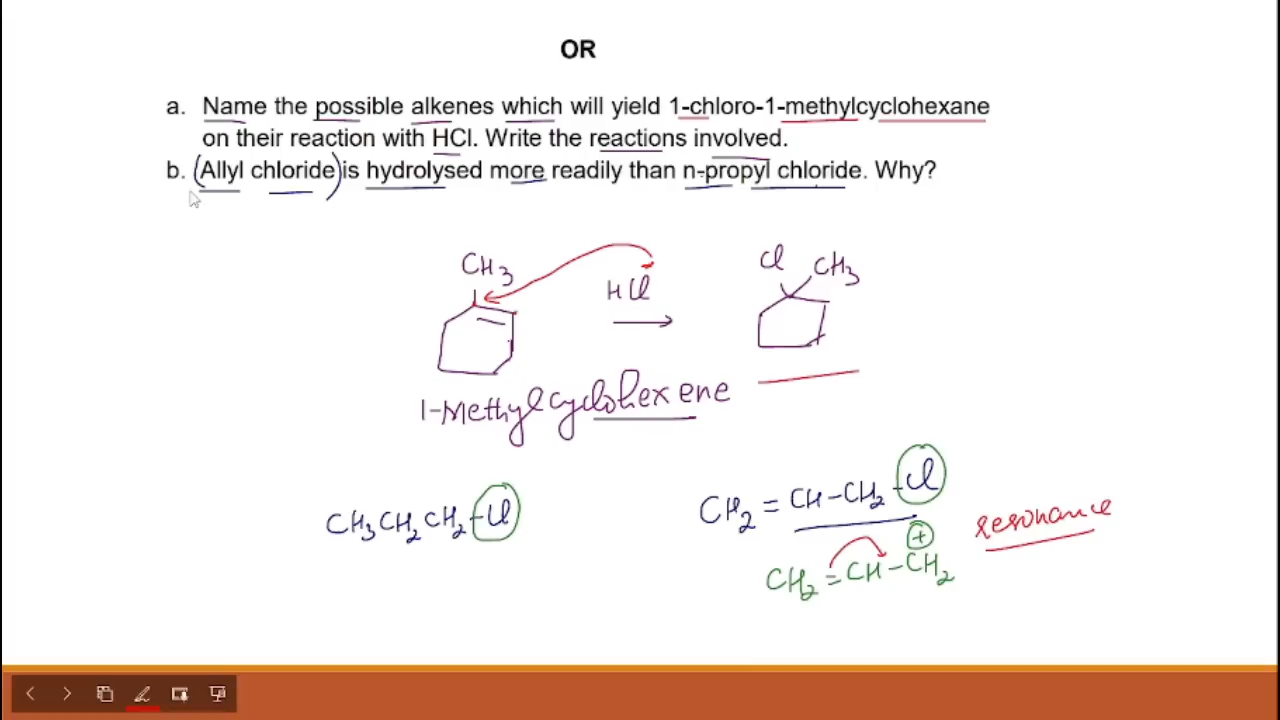 OR
a. Name the possible alkenes which will yield 1-chloro-1-methylcyclohexane
on their reaction with HCl. Write the reactions involved.
b. (Allyl chloride) is hydrolysed more readily than n-propyl chloride. Why?
CH3
HCl
Cl CH3
1-Methylcyclohexene
CH3CH2CH2-Cl
CH2=CH-CH2-Cl
resonance
CH2=CH-CH2
+